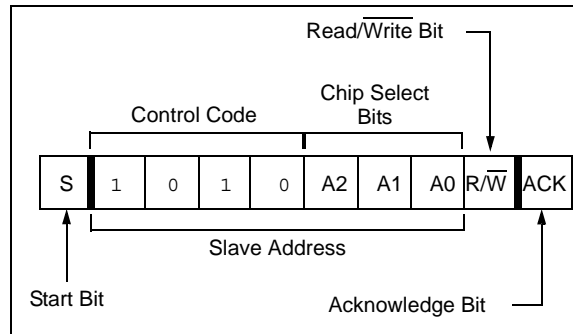 Read/Write Bit
Chip Select
Bits
Control Code
S 1 0 1 0 A2 A1 A0 R/W ACK
Slave Address
Start Bit
Acknowledge Bit